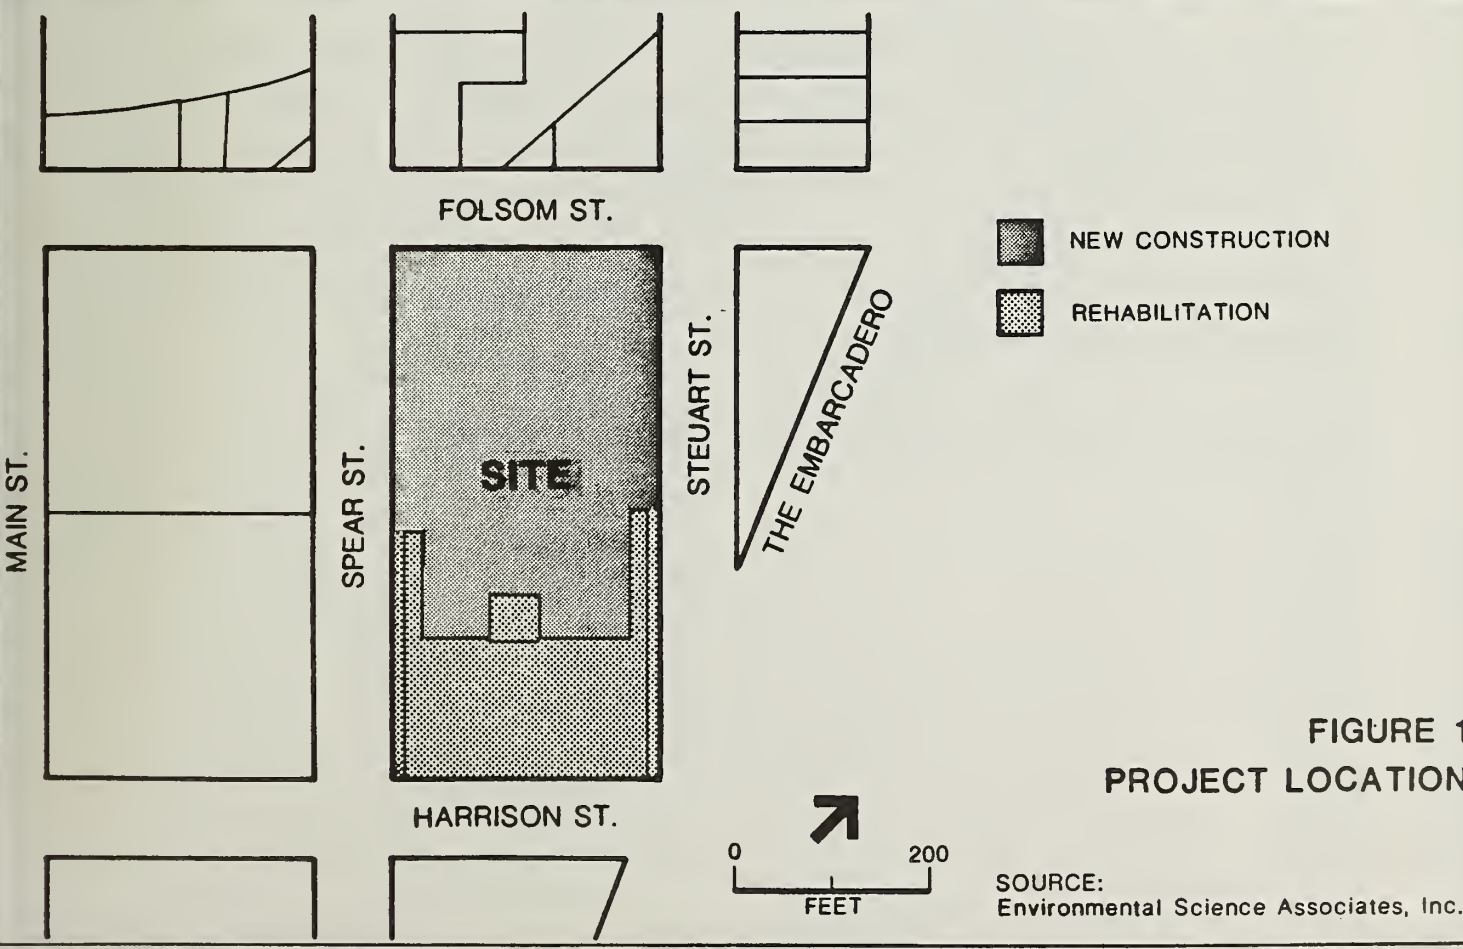 FOLSOM ST.
NEW CONSTRUCTION
REHABILITATION
MAIN ST.
SPEAR ST.
SITE
STEUART ST.
THE EMBARCADERO
HARRISON ST.
FIGURE 1
PROJECT LOCATION
0 200
FEET
SOURCE:
Environmental Science Associates, Inc.